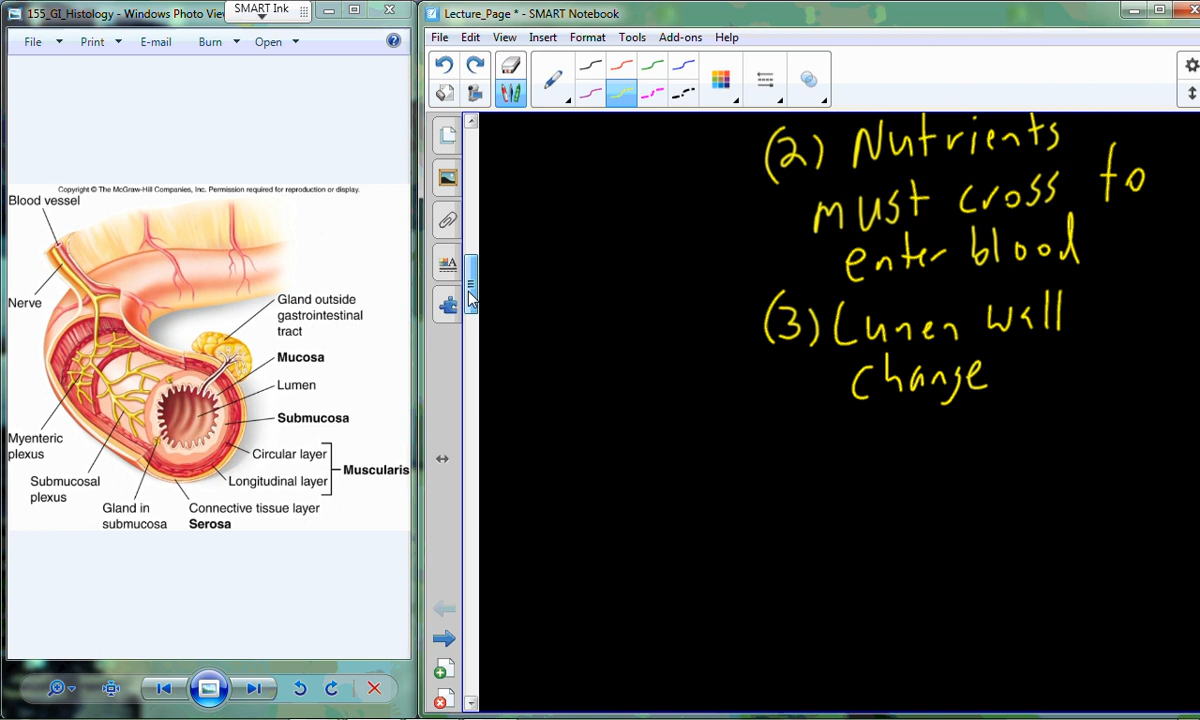 155_GI_Histology - Windows Photo Vie
SMART Ink
File Print Burn E-mail Open
Copyright © The McGraw-Hill Companies, Inc. Permission required for reproduction or display.
Blood vessel
Nerve
Gland outside
gastrointestinal
tract
Mucosa
Lumen
Submucosa
Circular layer
Muscularis
Longitudinal layer
Myenteric
plexus
Submucosal
plexus
Gland in
submucosa
Connective tissue layer
Serosa
Lecture_Page * - SMART Notebook
File Edit View Insert Format Tools Add-ons Help
(2) Nutrients
must cross to
enter blood
(3) Lumen wall
change